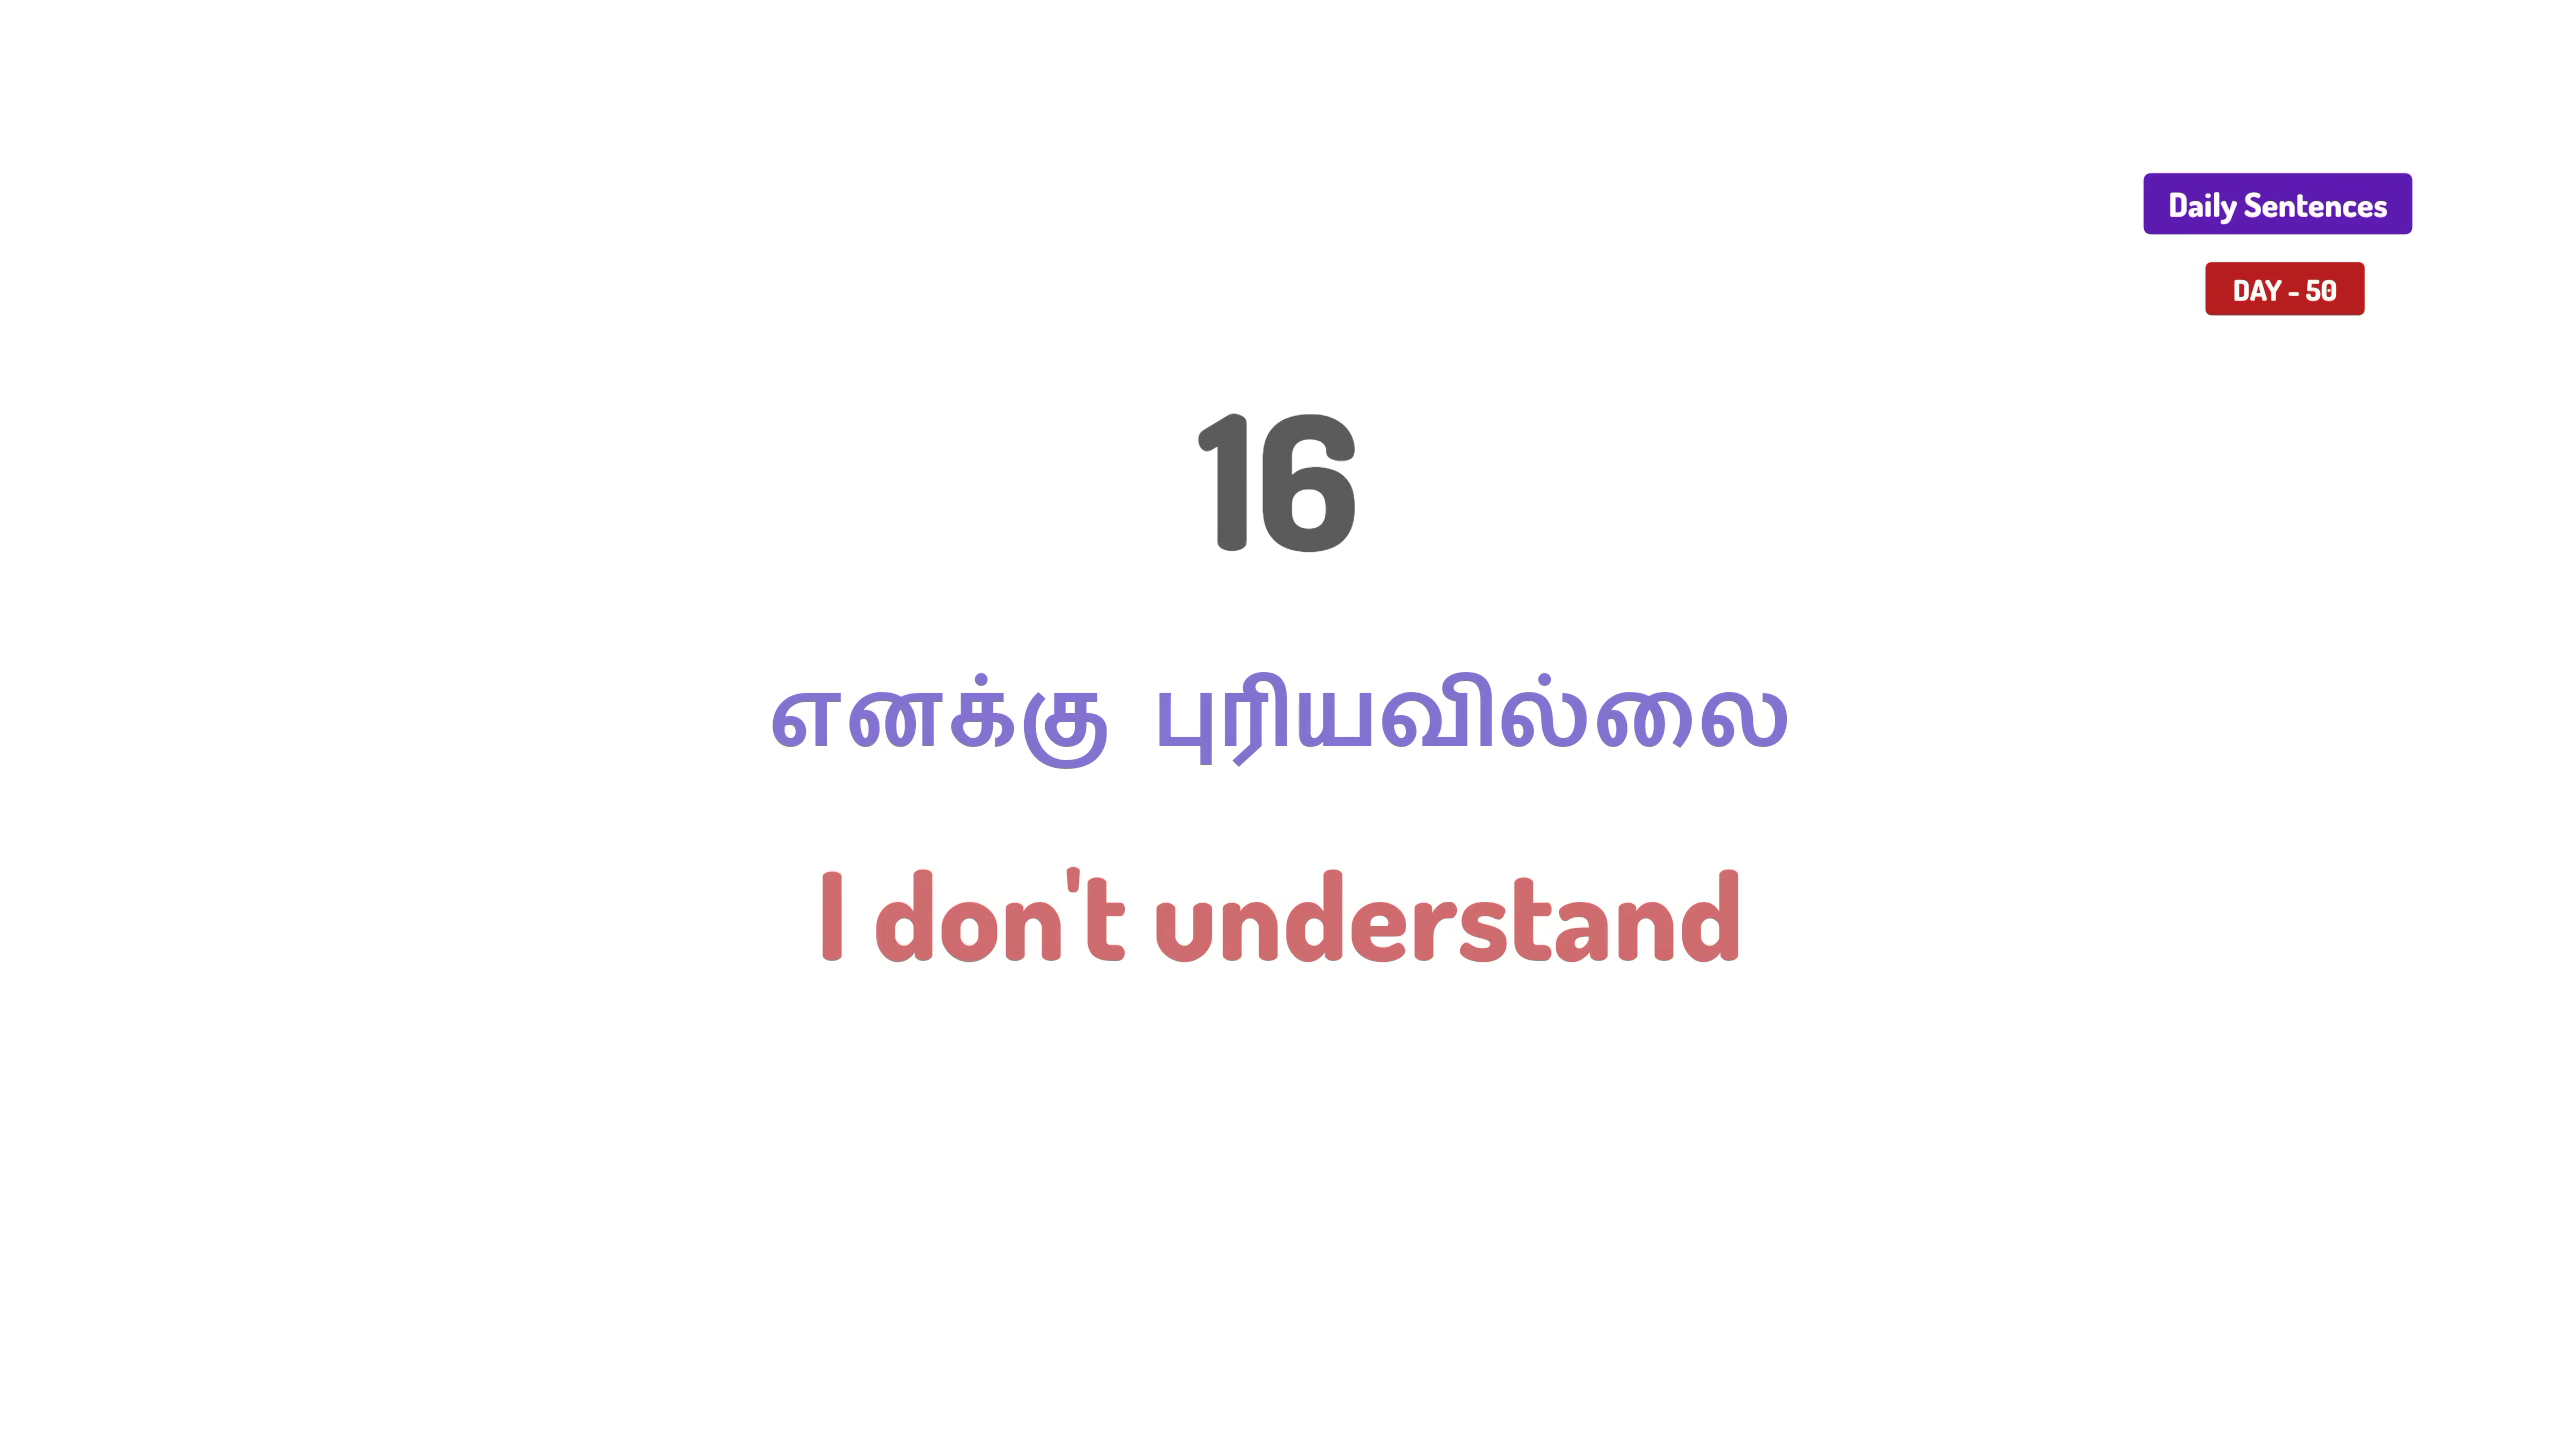 Daily Sentences
DAY - 50
16
எனக்கு புரியவில்லை
I don't understand